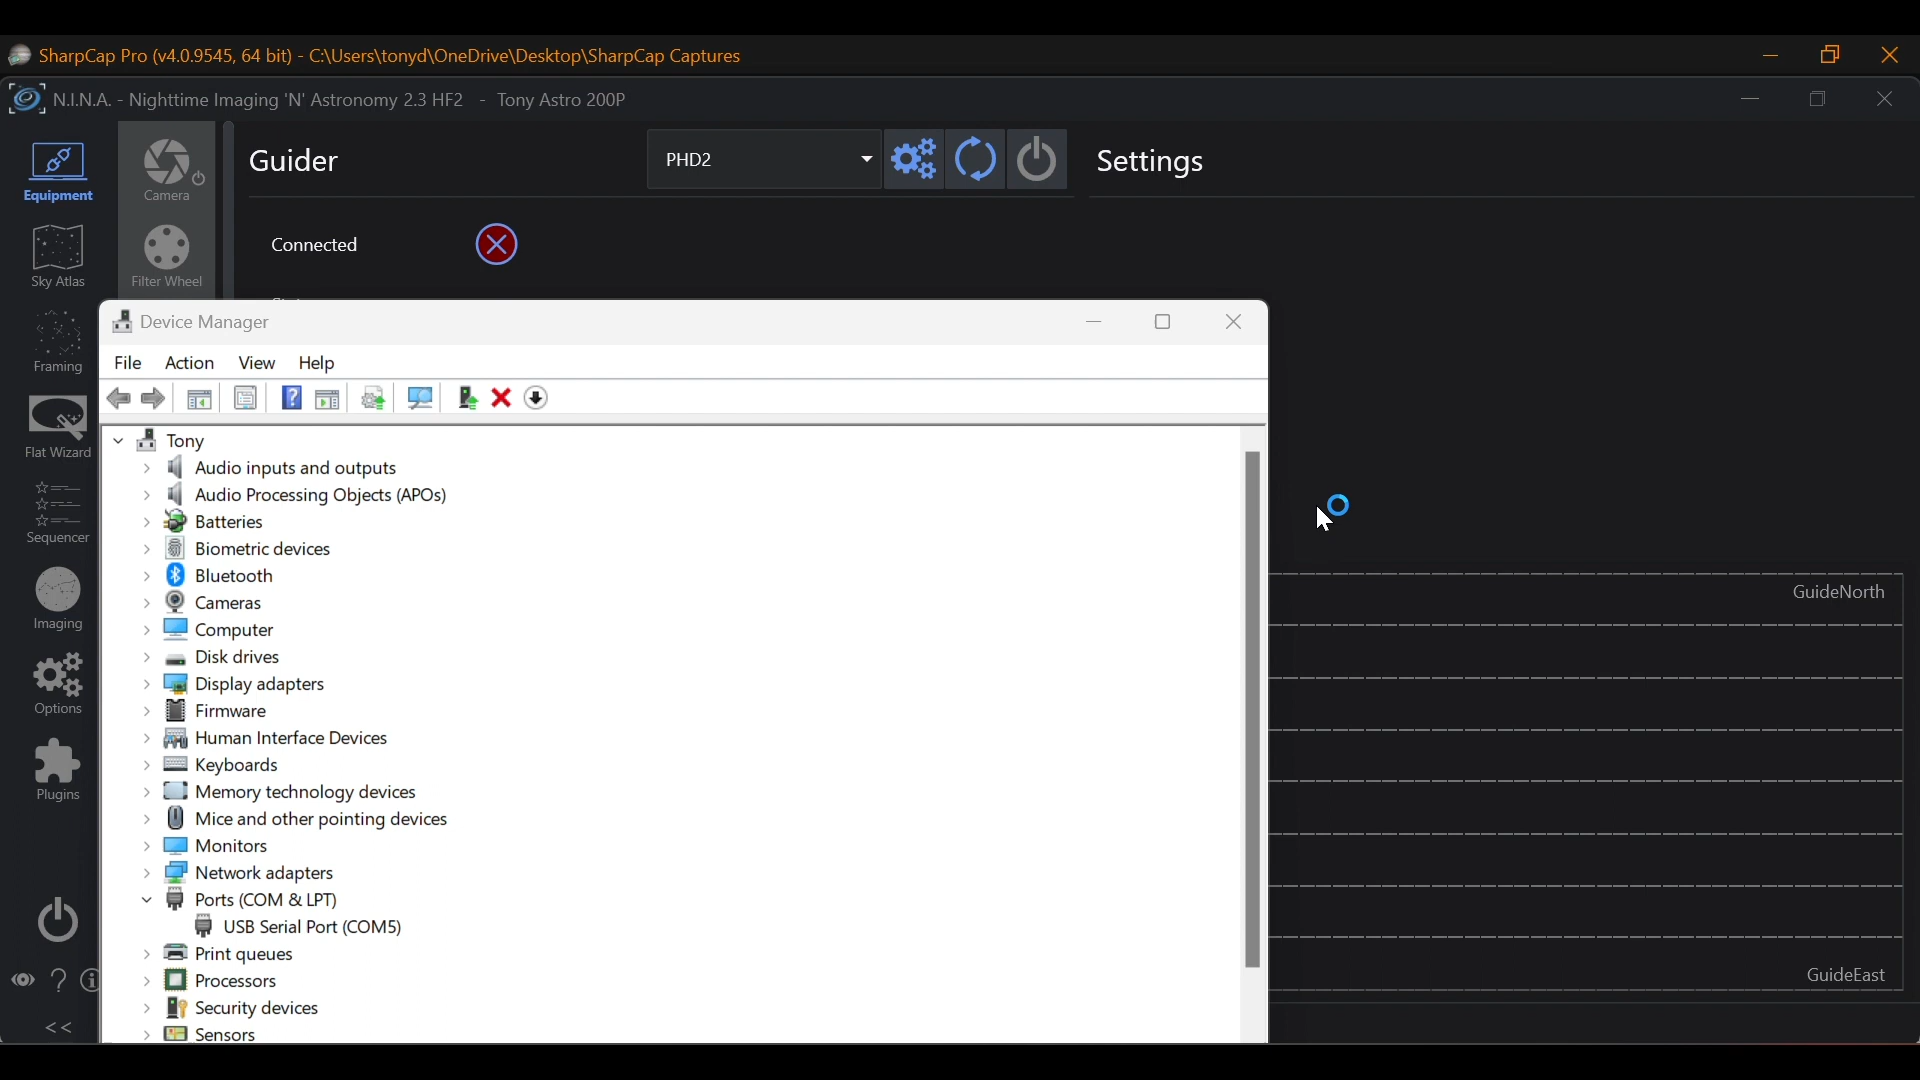 SharpCap Pro (v4.0.9545, 64 bit) - C:\Users\tonyd\OneDrive\Desktop\SharpCap Captures
N.I.N.A. - Nighttime Imaging 'N' Astronomy 2.3 HF2 - Tony Astro 200P
Equipment
Camera
Guider
PHD2
Settings
Sky Atlas
Filter Wheel
Connected
Framing
Flat Wizard
Sequencer
Imaging
Options
Plugins
<<
Device Manager
File Action View Help
Tony
Audio inputs and outputs
Audio Processing Objects (APOs)
Batteries
Biometric devices
Bluetooth
Cameras
Computer
Disk drives
Display adapters
Firmware
Human Interface Devices
Keyboards
Memory technology devices
Mice and other pointing devices
Monitors
Network adapters
Ports (COM & LPT)
USB Serial Port (COM5)
Print queues
Processors
Security devices
Sensors
GuideNorth
GuideEast